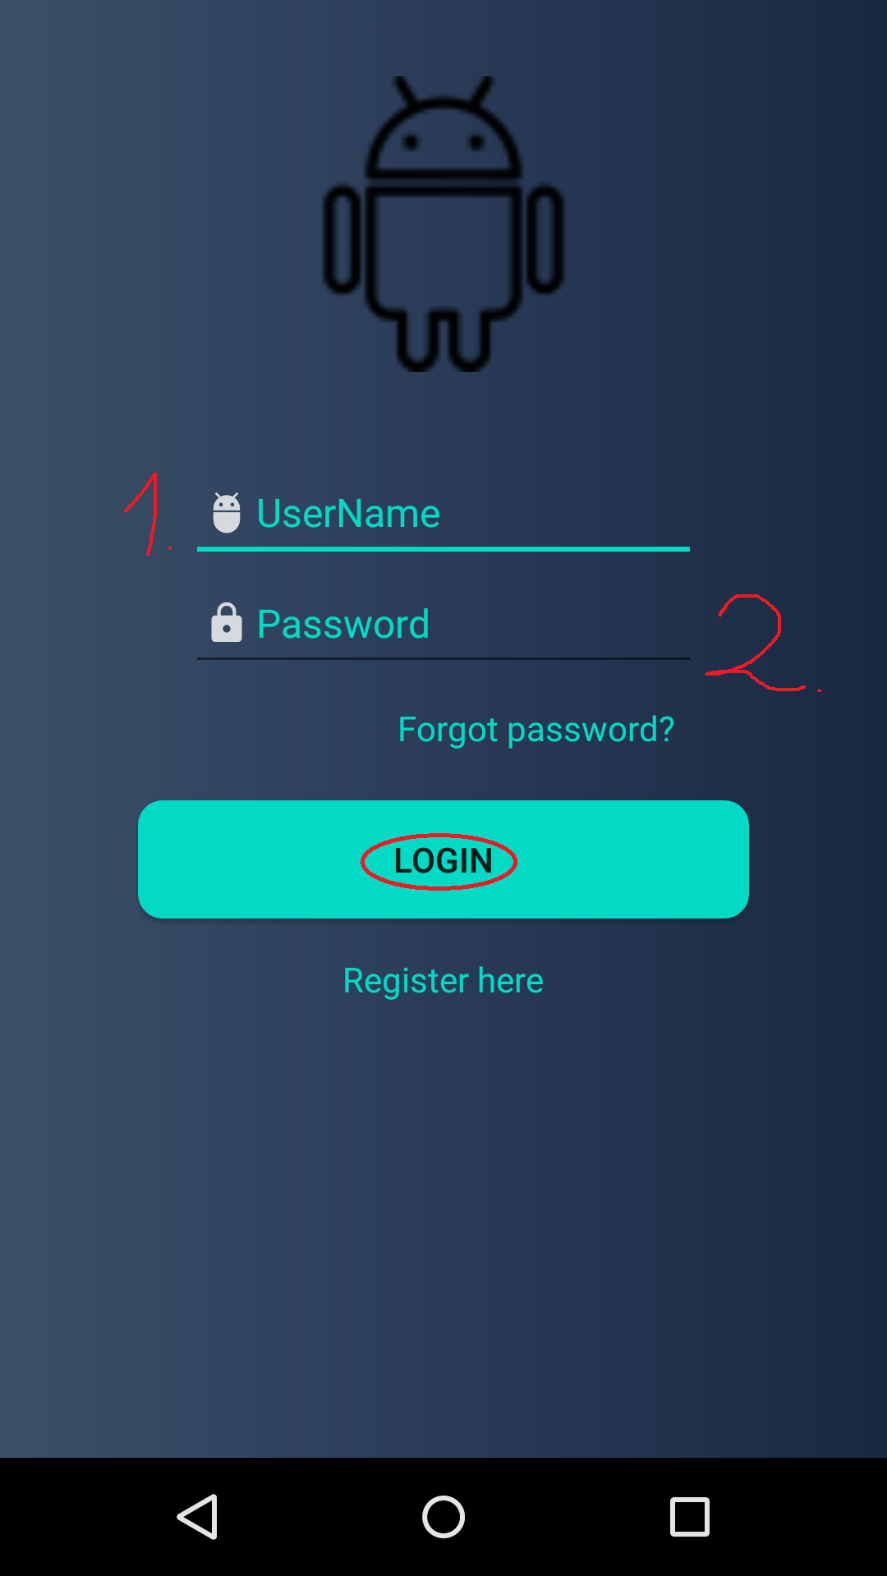 1. UserName
Password 2.
Forgot password?
LOGIN
Register here